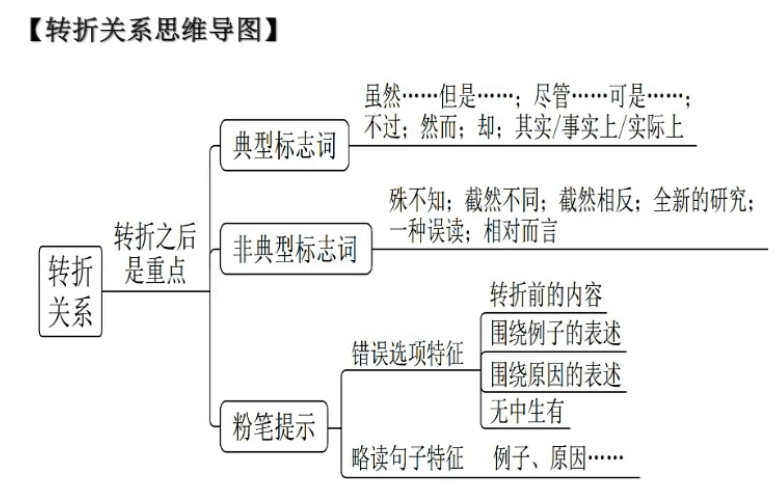 【转折关系思维导图】
虽然……但是……；尽管……可是……；
不过；然而；却；其实/事实上/实际上
典型标志词
殊不知；截然不同；截然相反；全新的研究；
一种误读；相对而言
非典型标志词
转折之后
是重点
转折
关系
转折前的内容
围绕例子的表述
错误选项特征
围绕原因的表述
无中生有
粉笔提示
略读句子特征 例子、原因……